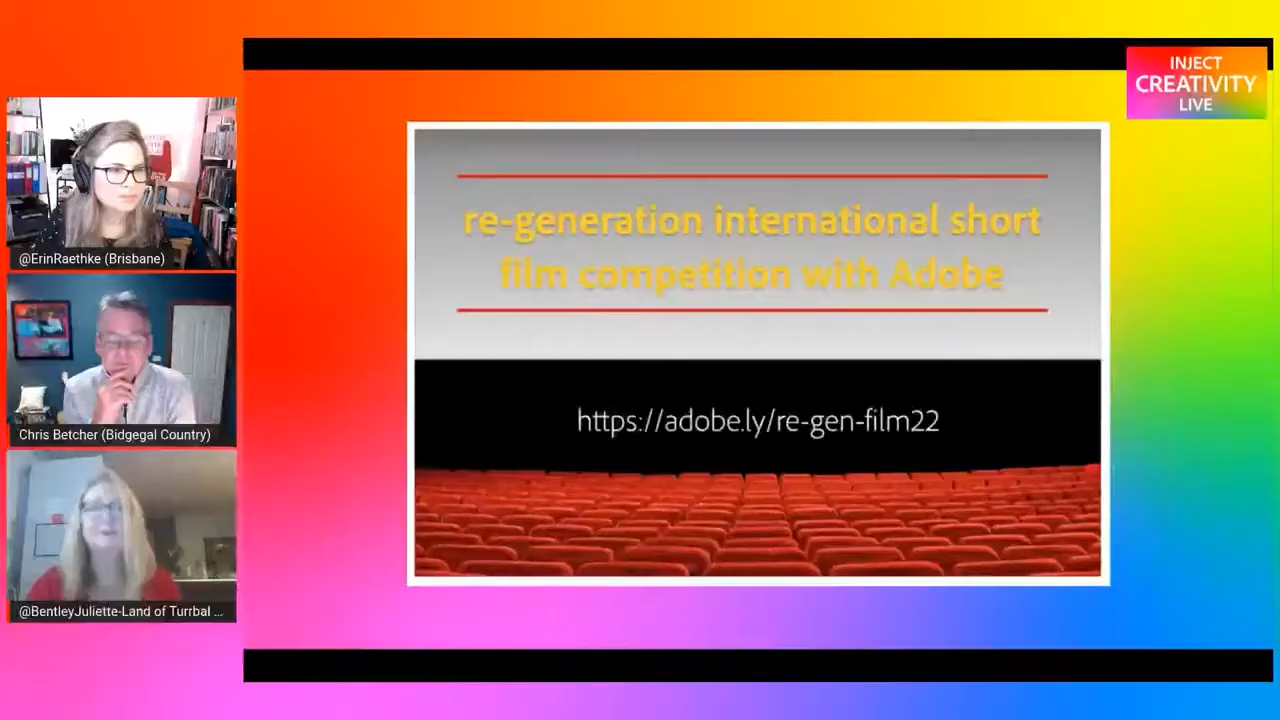 INJECT
CREATIVITY
LIVE
@ErinRaethke (Brisbane)
Chris Betcher (Bidgegal Country)
@BentleyJuliette-Land of Turrbal ...
re-generation international short
film competition with Adobe
https://adobe.ly/re-gen-film22